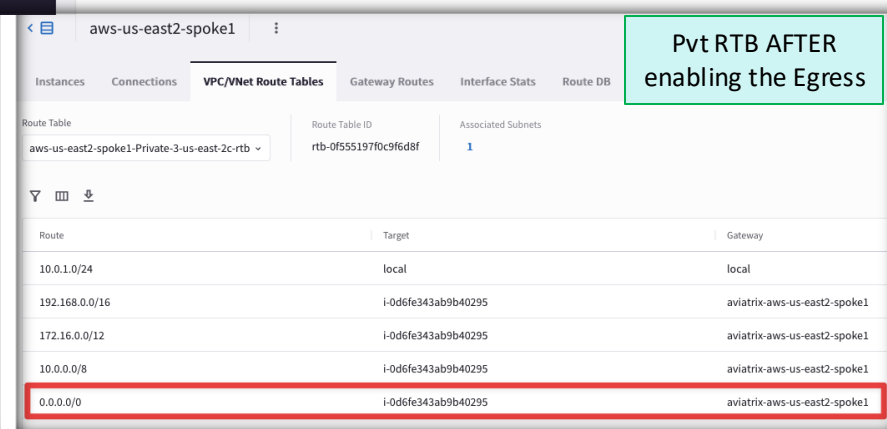 aws-us-east2-spoke1
Pvt RTB AFTER
enabling the Egress
Instances Connections VPC/VNet Route Tables Gateway Routes Interface Stats Route DB
Route Table Route Table ID Associated Subnets
aws-us-east2-spoke1-Private-3-us-east-2c-rtb rtb-0f555197f0c9f6d8f 1
Route Target Gateway
10.0.1.0/24 local local
192.168.0.0/16 i-0d6fe343ab9b40295 aviatrix-aws-us-east2-spoke1
172.16.0.0/12 i-0d6fe343ab9b40295 aviatrix-aws-us-east2-spoke1
10.0.0.0/8 i-0d6fe343ab9b40295 aviatrix-aws-us-east2-spoke1
0.0.0.0/0 i-0d6fe343ab9b40295 aviatrix-aws-us-east2-spoke1